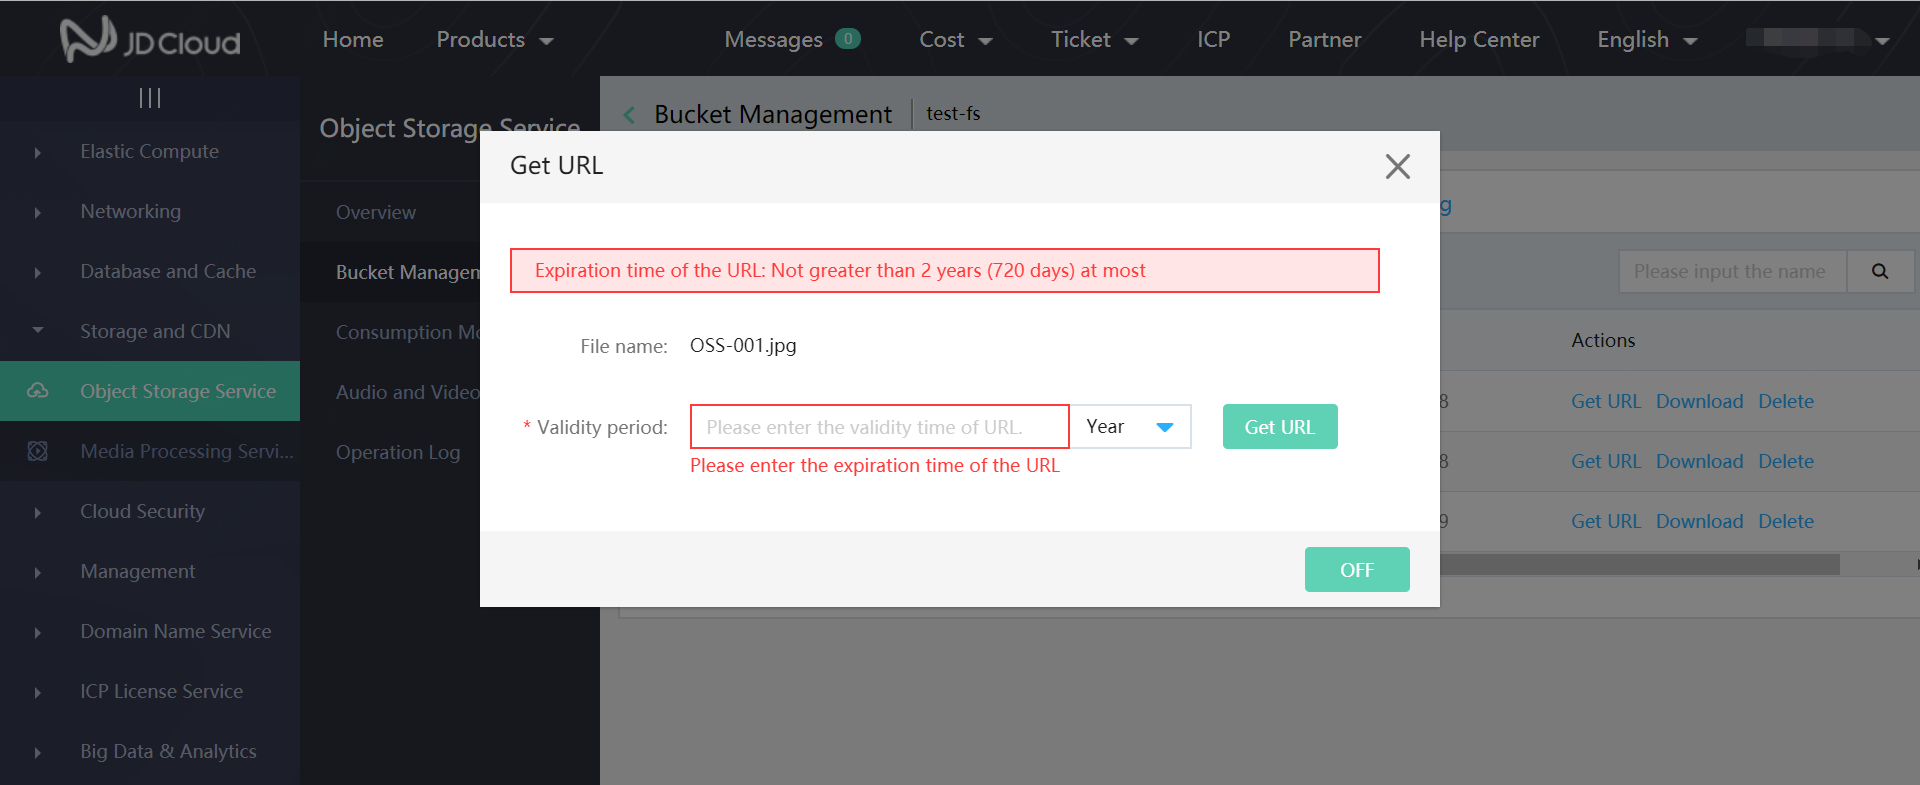 JD Cloud Home Products Messages 0 Cost Ticket ICP Partner Help Center English
Elastic Compute
Networking
Database and Cache
Storage and CDN
Object Storage Service
Media Processing Servi...
Cloud Security
Management
Domain Name Service
ICP License Service
Big Data & Analytics
Object Storage Service
Overview
Bucket Managem
Consumption Mo
Audio and Video
Operation Log
Bucket Management test-fs
g
Please input the name
Actions
8 Get URL Download Delete
8 Get URL Download Delete
9 Get URL Download Delete
Get URL
Expiration time of the URL: Not greater than 2 years (720 days) at most
File name: OSS-001.jpg
* Validity period: Please enter the validity time of URL. Year Get URL
Please enter the expiration time of the URL
OFF